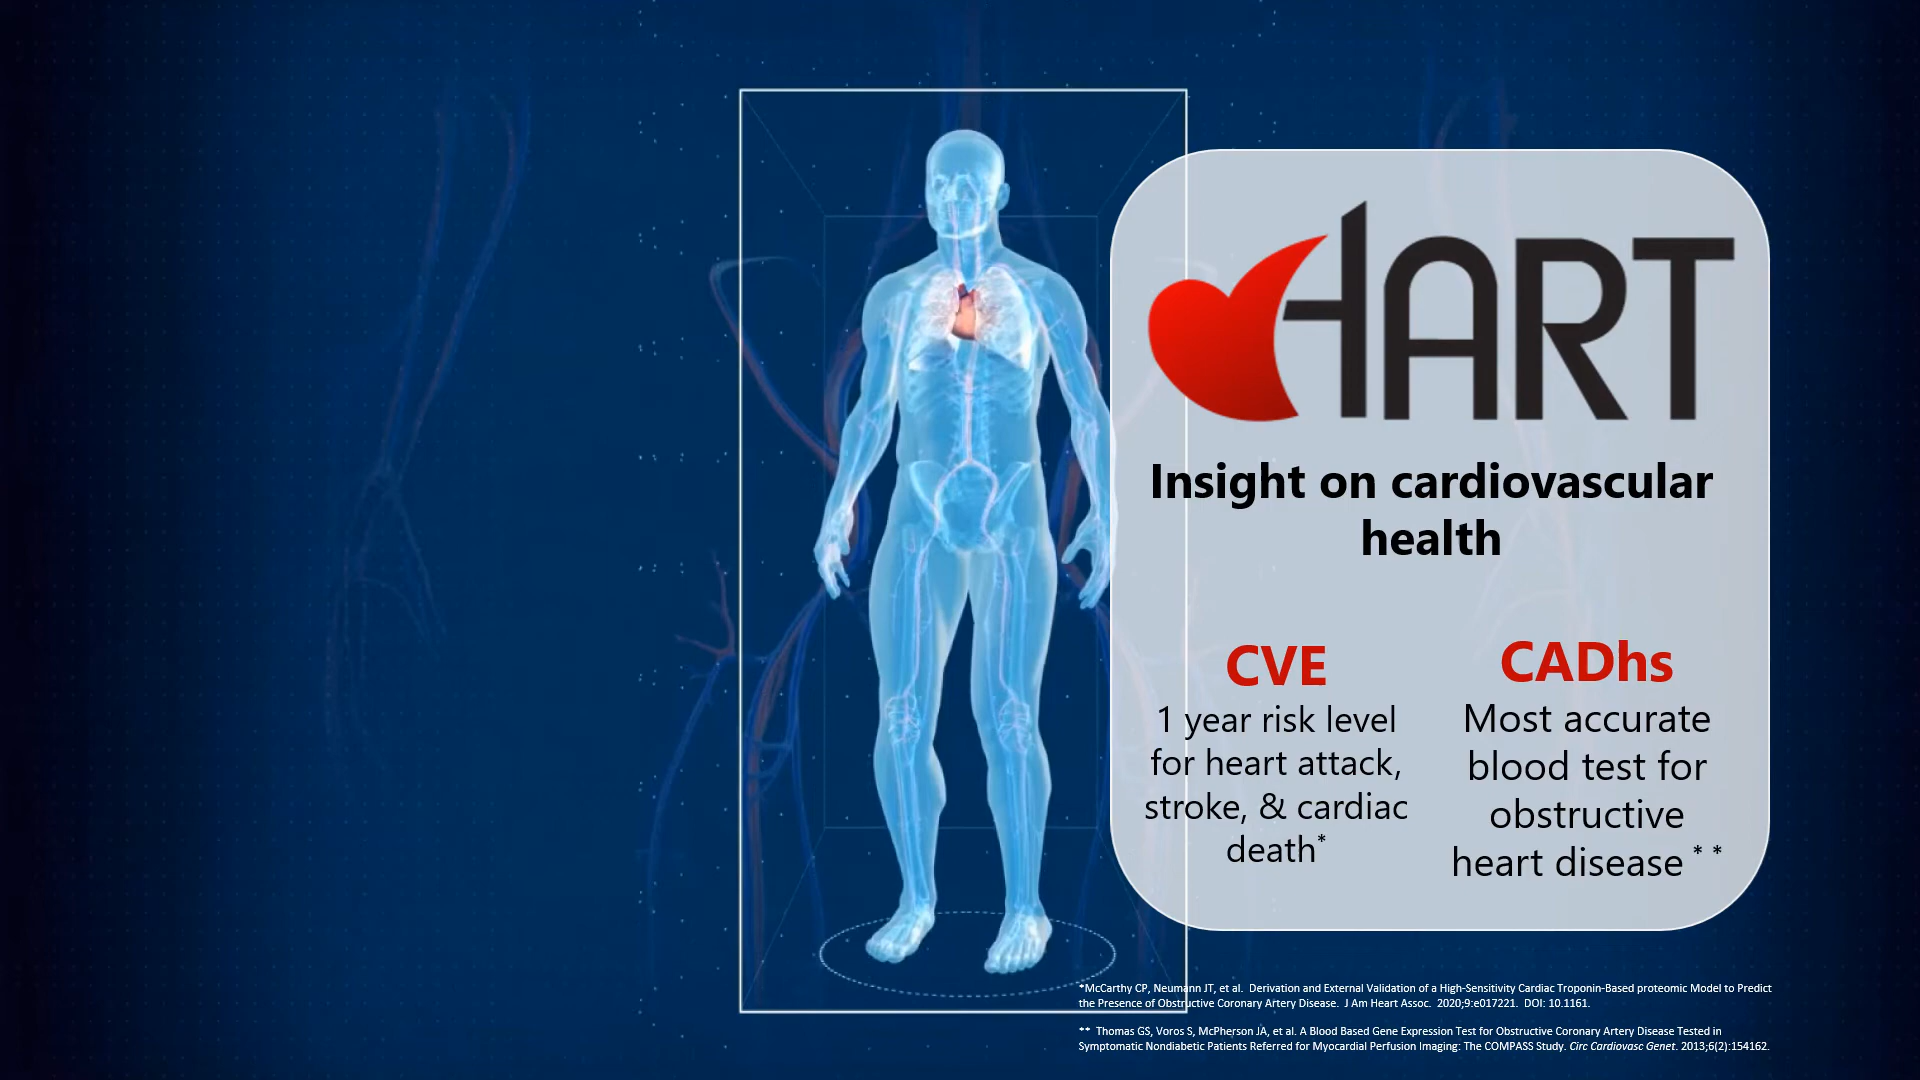 HART
Insight on cardiovascular
health
CVE
1 year risk level
for heart attack,
stroke, & cardiac
death*
CADhs
Most accurate
blood test for
obstructive
heart disease * *
*McCarthy CP, Neumann JT, et al. Derivation and External Validation of a High-Sensitivity Cardiac Troponin-Based proteomic Model to Predict
the Presence of Obstructive Coronary Artery Disease. J Am Heart Assoc. 2020;9:e017221. DOI: 10.1161.
** Thomas GS, Voros S, McPherson JA, et al. A Blood Based Gene Expression Test for Obstructive Coronary Artery Disease Tested in
Symptomatic Nondiabetic Patients Referred for Myocardial Perfusion Imaging: The COMPASS Study. Circ Cardiovasc Genet. 2013;6(2):154162.